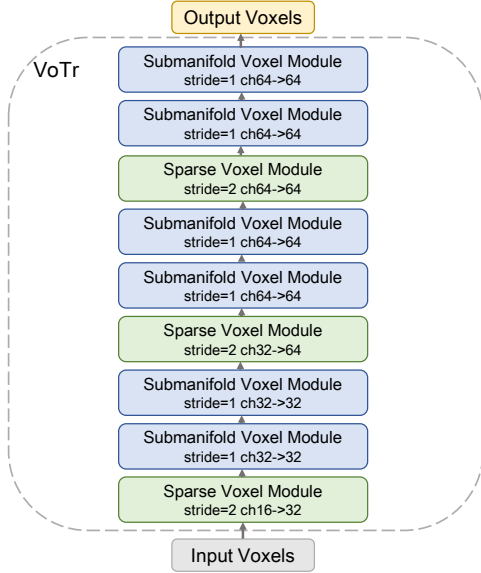 Output Voxels
VoTr
Submanifold Voxel Module
stride=1 ch64->64
Submanifold Voxel Module
stride=1 ch64->64
Sparse Voxel Module
stride=2 ch64->64
Submanifold Voxel Module
stride=1 ch64->64
Submanifold Voxel Module
stride=1 ch64->64
Sparse Voxel Module
stride=2 ch32->64
Submanifold Voxel Module
stride=1 ch32->32
Submanifold Voxel Module
stride=1 ch32->32
Sparse Voxel Module
stride=2 ch16->32
Input Voxels